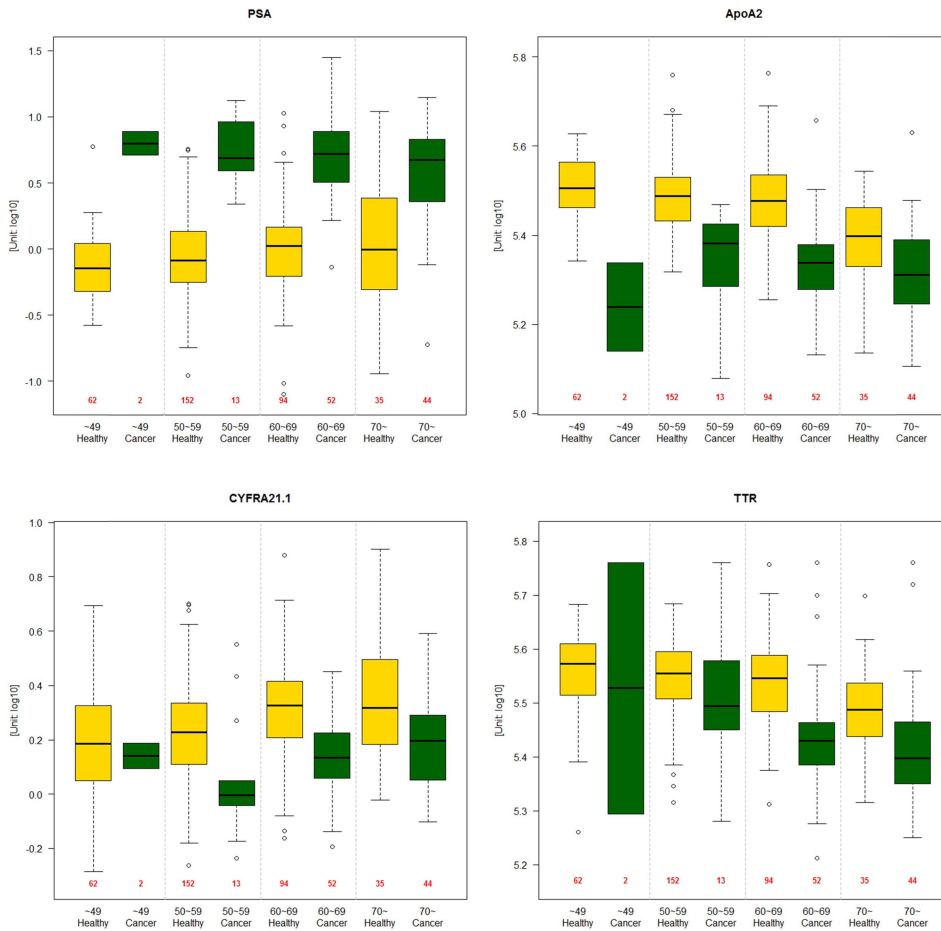 PSA
[Unit: log10]
1.5
1.0
0.5
0.0
-0.5
-1.0
62 2 152 13 94 52 35 44
~49 ~49 50~59 50~59 60~69 60~69 70~ 70~
Healthy Cancer Healthy Cancer Healthy Cancer Healthy Cancer
ApoA2
[Unit: log10]
5.8
5.6
5.4
5.2
5.0
62 2 152 13 94 52 35 44
~49 ~49 50~59 50~59 60~69 60~69 70~ 70~
Healthy Cancer Healthy Cancer Healthy Cancer Healthy Cancer
CYFRA21.1
[Unit: log10]
1.0
0.8
0.6
0.4
0.2
0.0
-0.2
62 2 152 13 94 52 35 44
~49 ~49 50~59 50~59 60~69 60~69 70~ 70~
Healthy Cancer Healthy Cancer Healthy Cancer Healthy Cancer
TTR
[Unit: log10]
5.8
5.7
5.6
5.5
5.4
5.3
5.2
62 2 152 13 94 52 35 44
~49 ~49 50~59 50~59 60~69 60~69 70~ 70~
Healthy Cancer Healthy Cancer Healthy Cancer Healthy Cancer